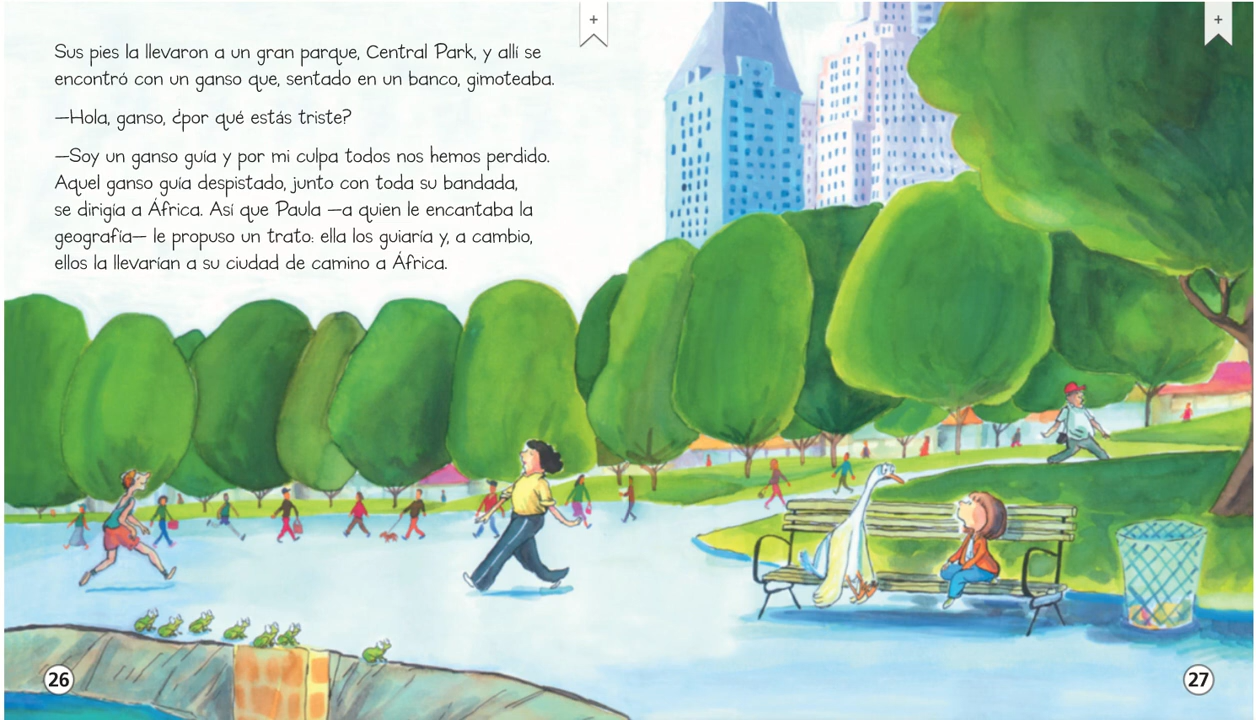 Sus pies la llevaron a un gran parque, Central Park, y allí se
encontró con un ganso que, sentado en un banco, gimoteaba.
—Hola, ganso, ¿por qué estás triste?
—Soy un ganso guía y por mi culpa todos nos hemos perdido.
Aquel ganso guía despistado, junto con toda su bandada,
se dirigía a África. Así que Paula —a quien le encantaba la
geografía— le propuso un trato: ella los guiaría y, a cambio,
ellos la llevarían a su ciudad de camino a África.
+
+
26
27